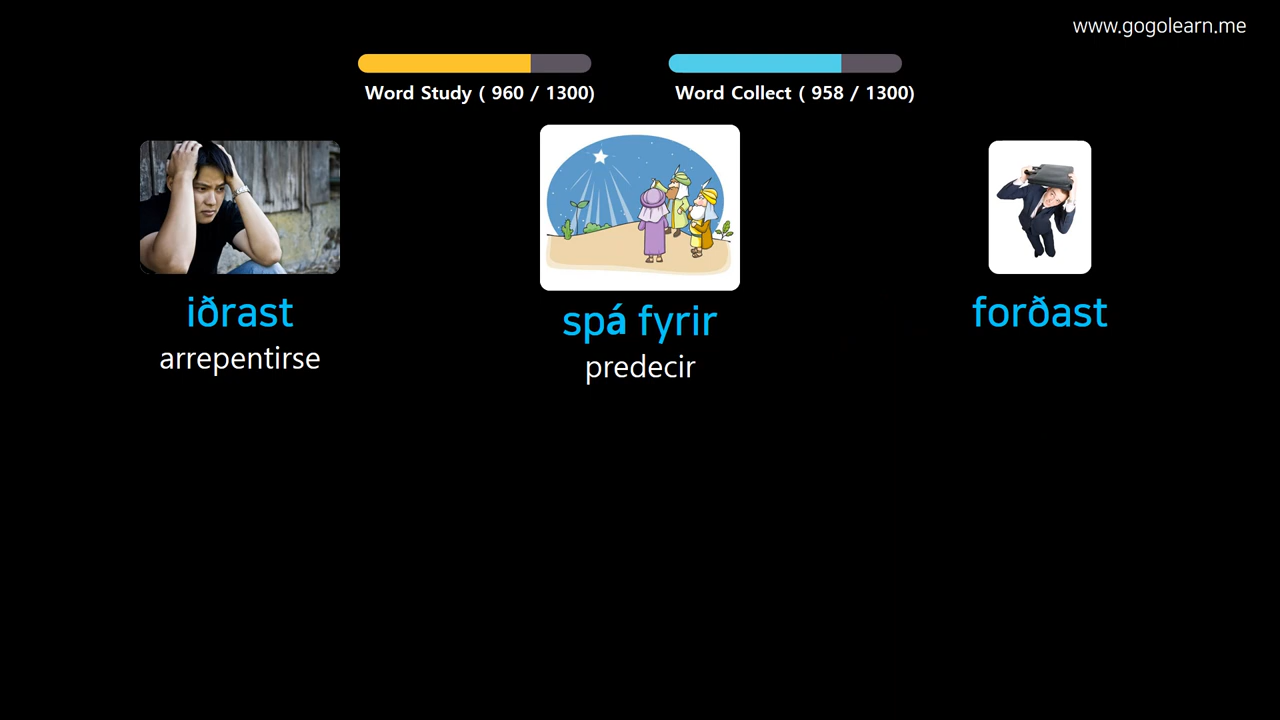 www.gogolearn.me
Word Study ( 960 / 1300)
Word Collect ( 958 / 1300)
iðrast
arrepentirse
spá fyrir
predecir
forðast